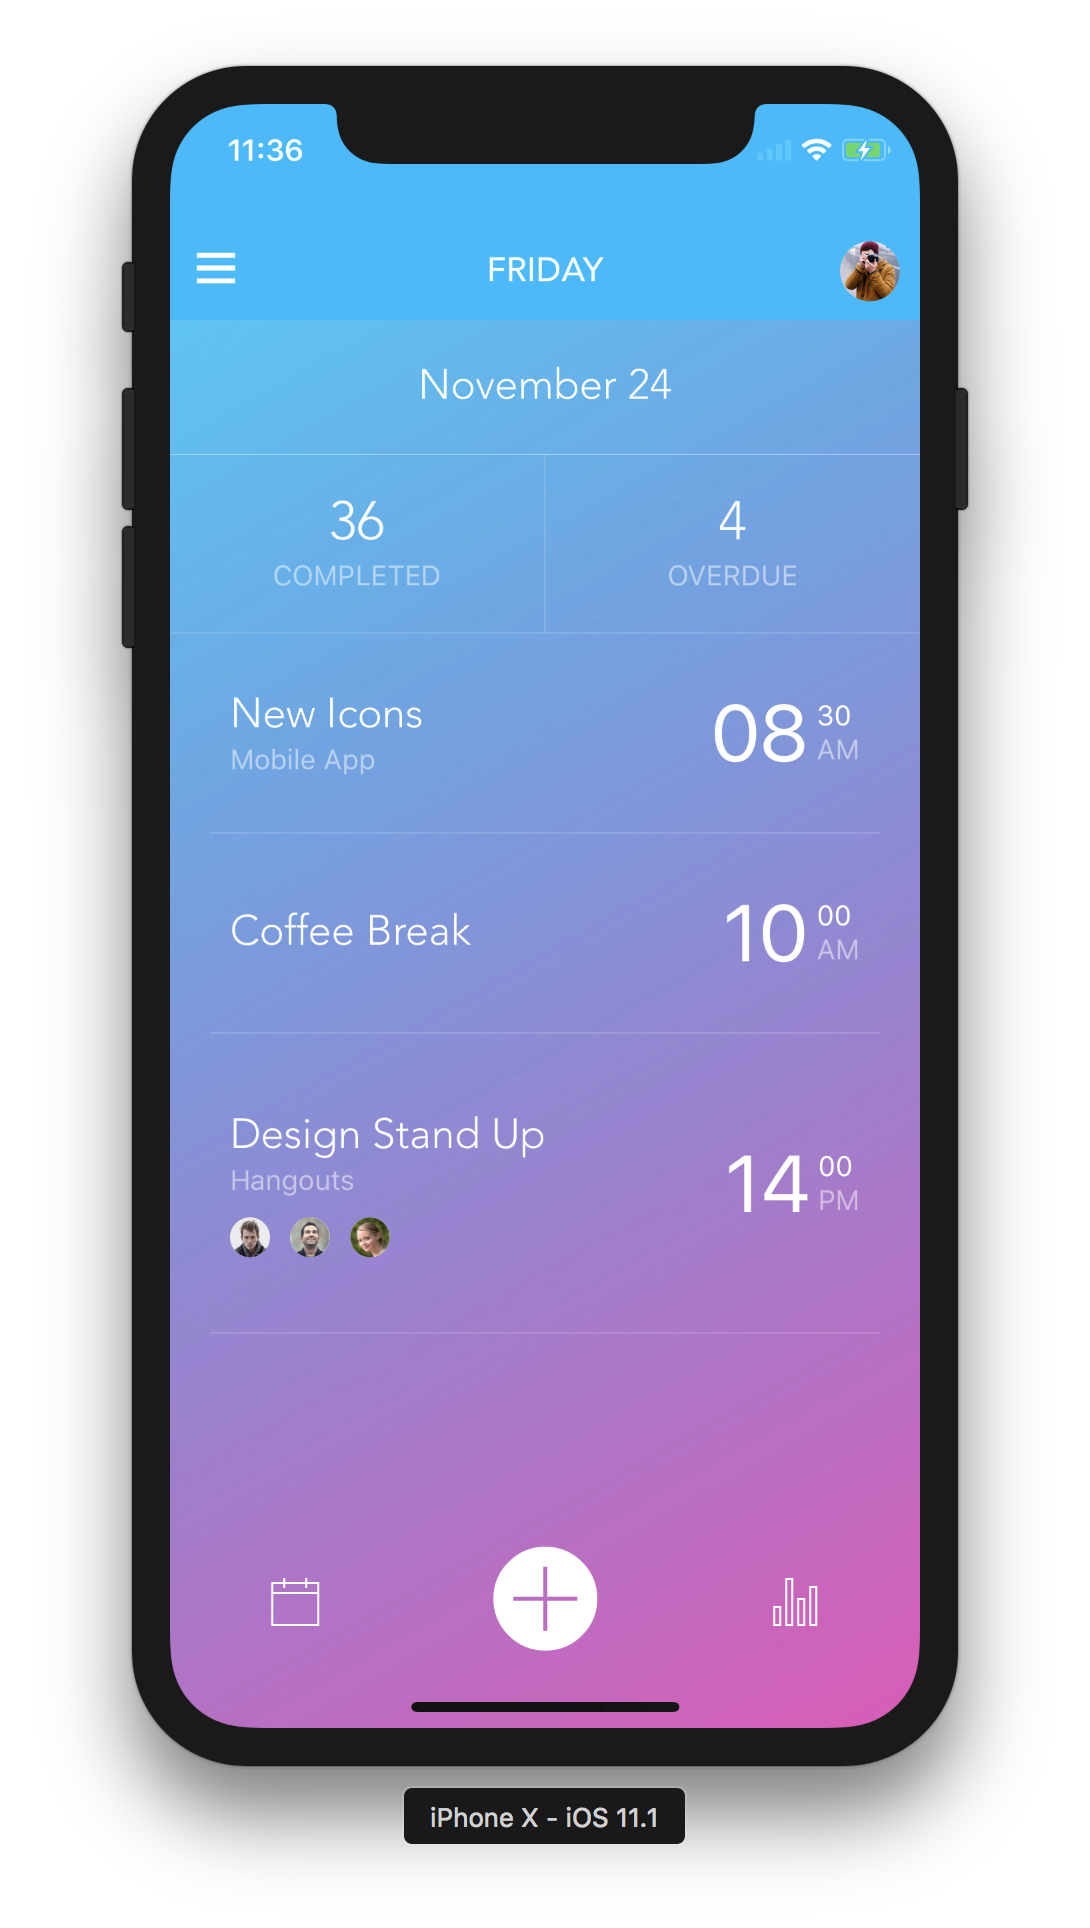 11:36
FRIDAY
November 24
36
COMPLETED
4
OVERDUE
New Icons
Mobile App
08 30 AM
Coffee Break
10 00 AM
Design Stand Up
Hangouts
14 00 PM
iPhone X - iOS 11.1